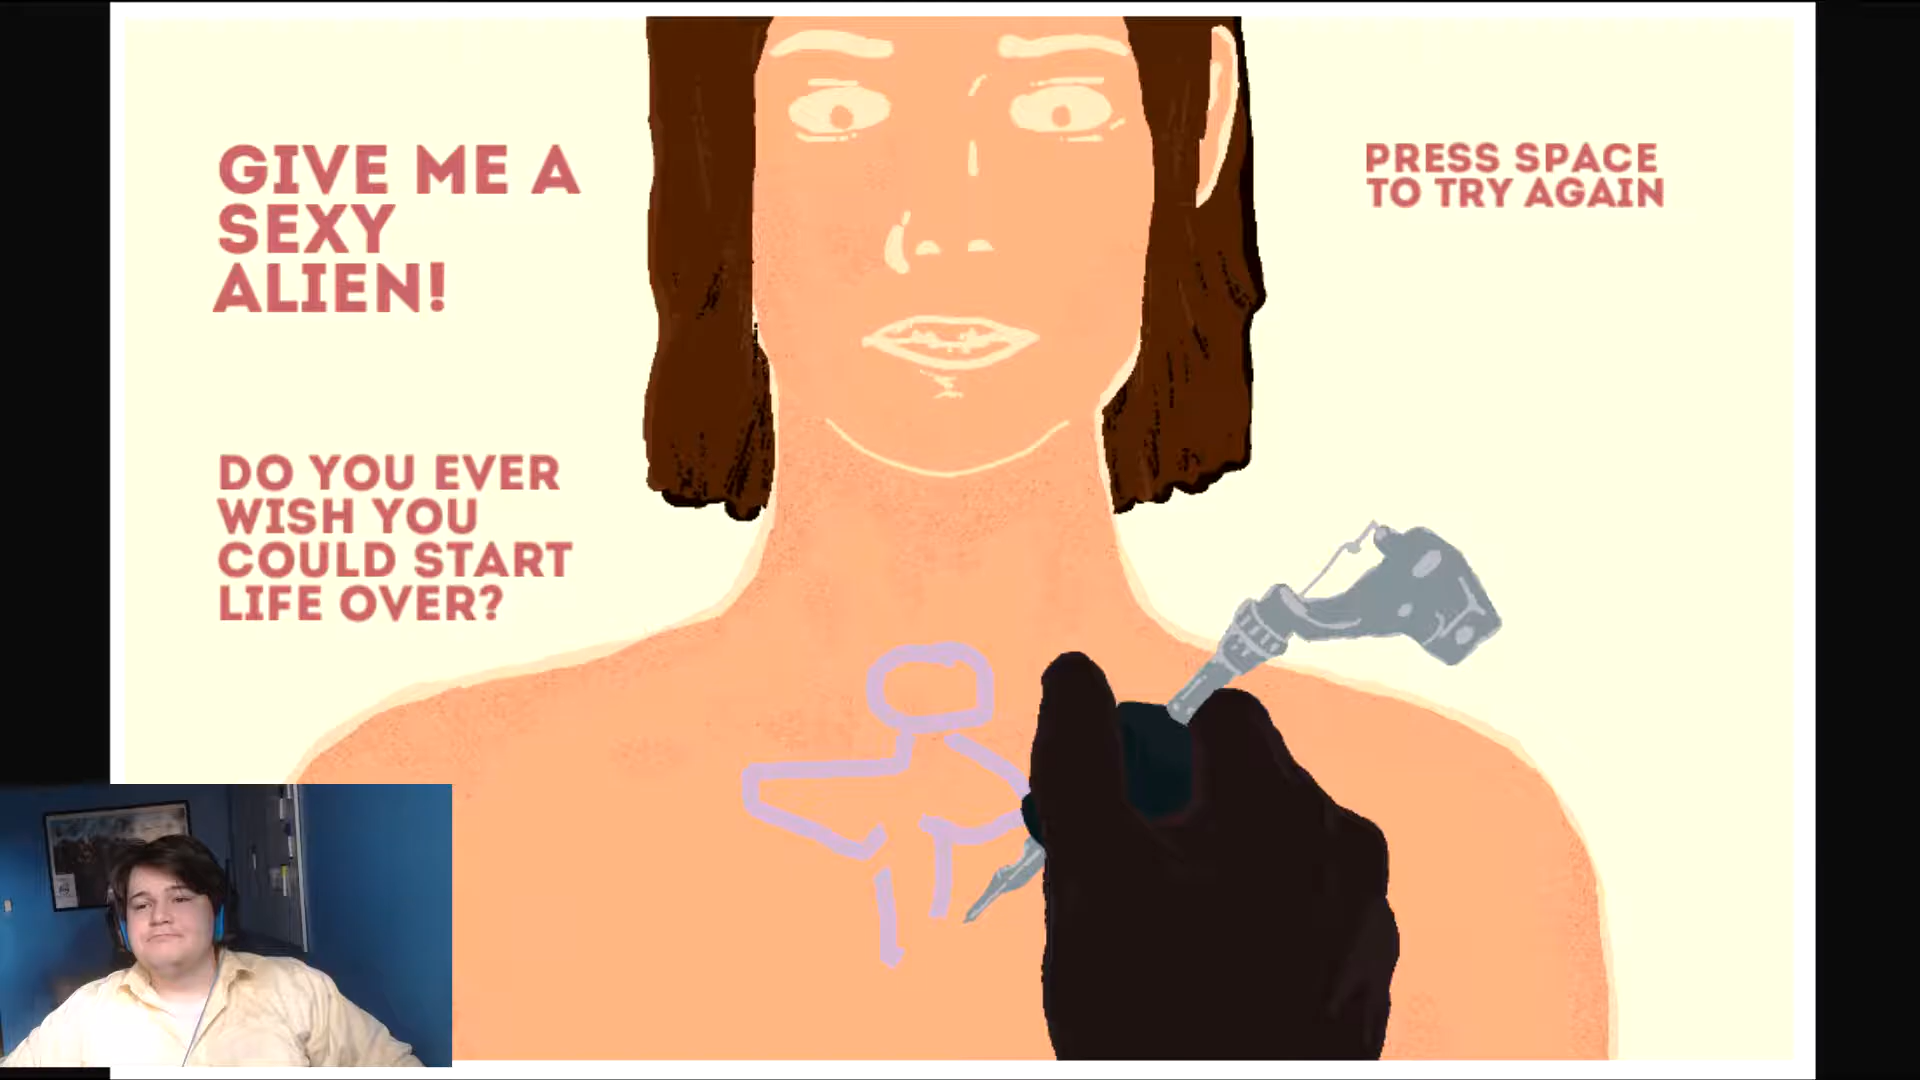 GIVE ME A
SEXY
ALIEN!
PRESS SPACE
TO TRY AGAIN
DO YOU EVER
WISH YOU
COULD START
LIFE OVER?